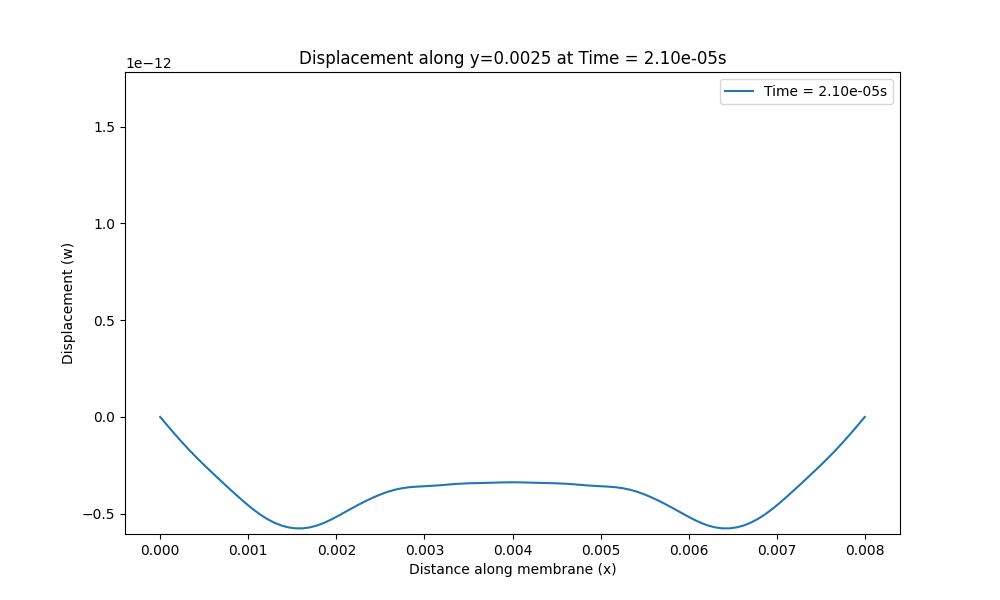 Displacement along y=0.0025 at Time = 2.10e-05s
1e−12
Time = 2.10e-05s
1.5
1.0
0.5
0.0
−0.5
Displacement (w)
0.000 0.001 0.002 0.003 0.004 0.005 0.006 0.007 0.008
Distance along membrane (x)